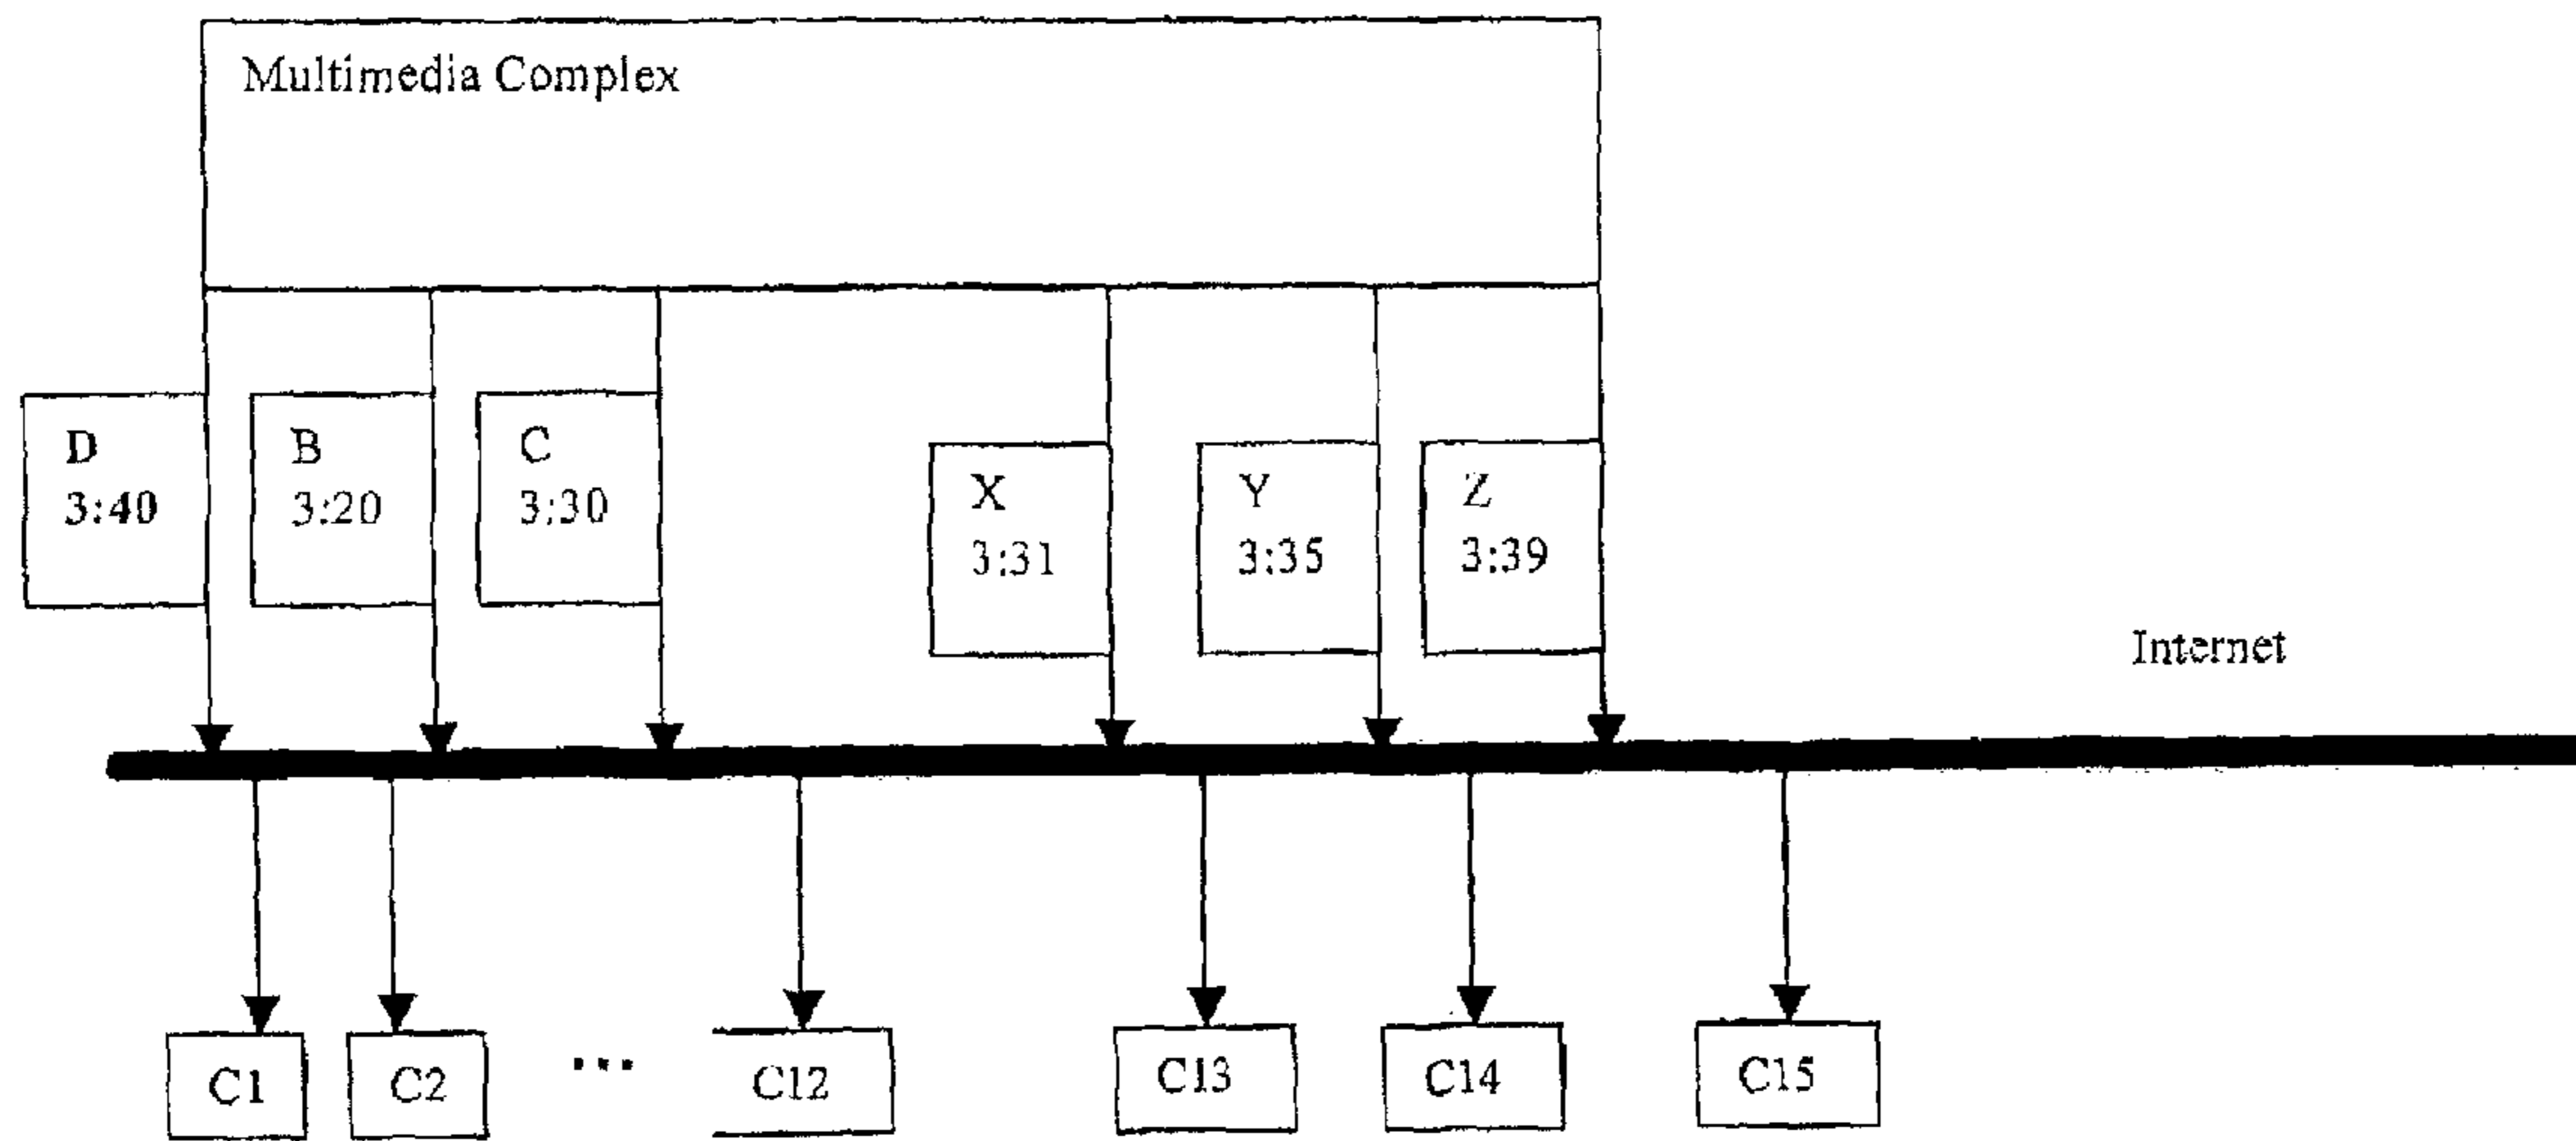 Multimedia Complex
D
3:40
B
3:20
C
3:30
X
3:31
Y
3:35
Z
3:39
Internet
C1
C2
...
C12
C13
C14
C15